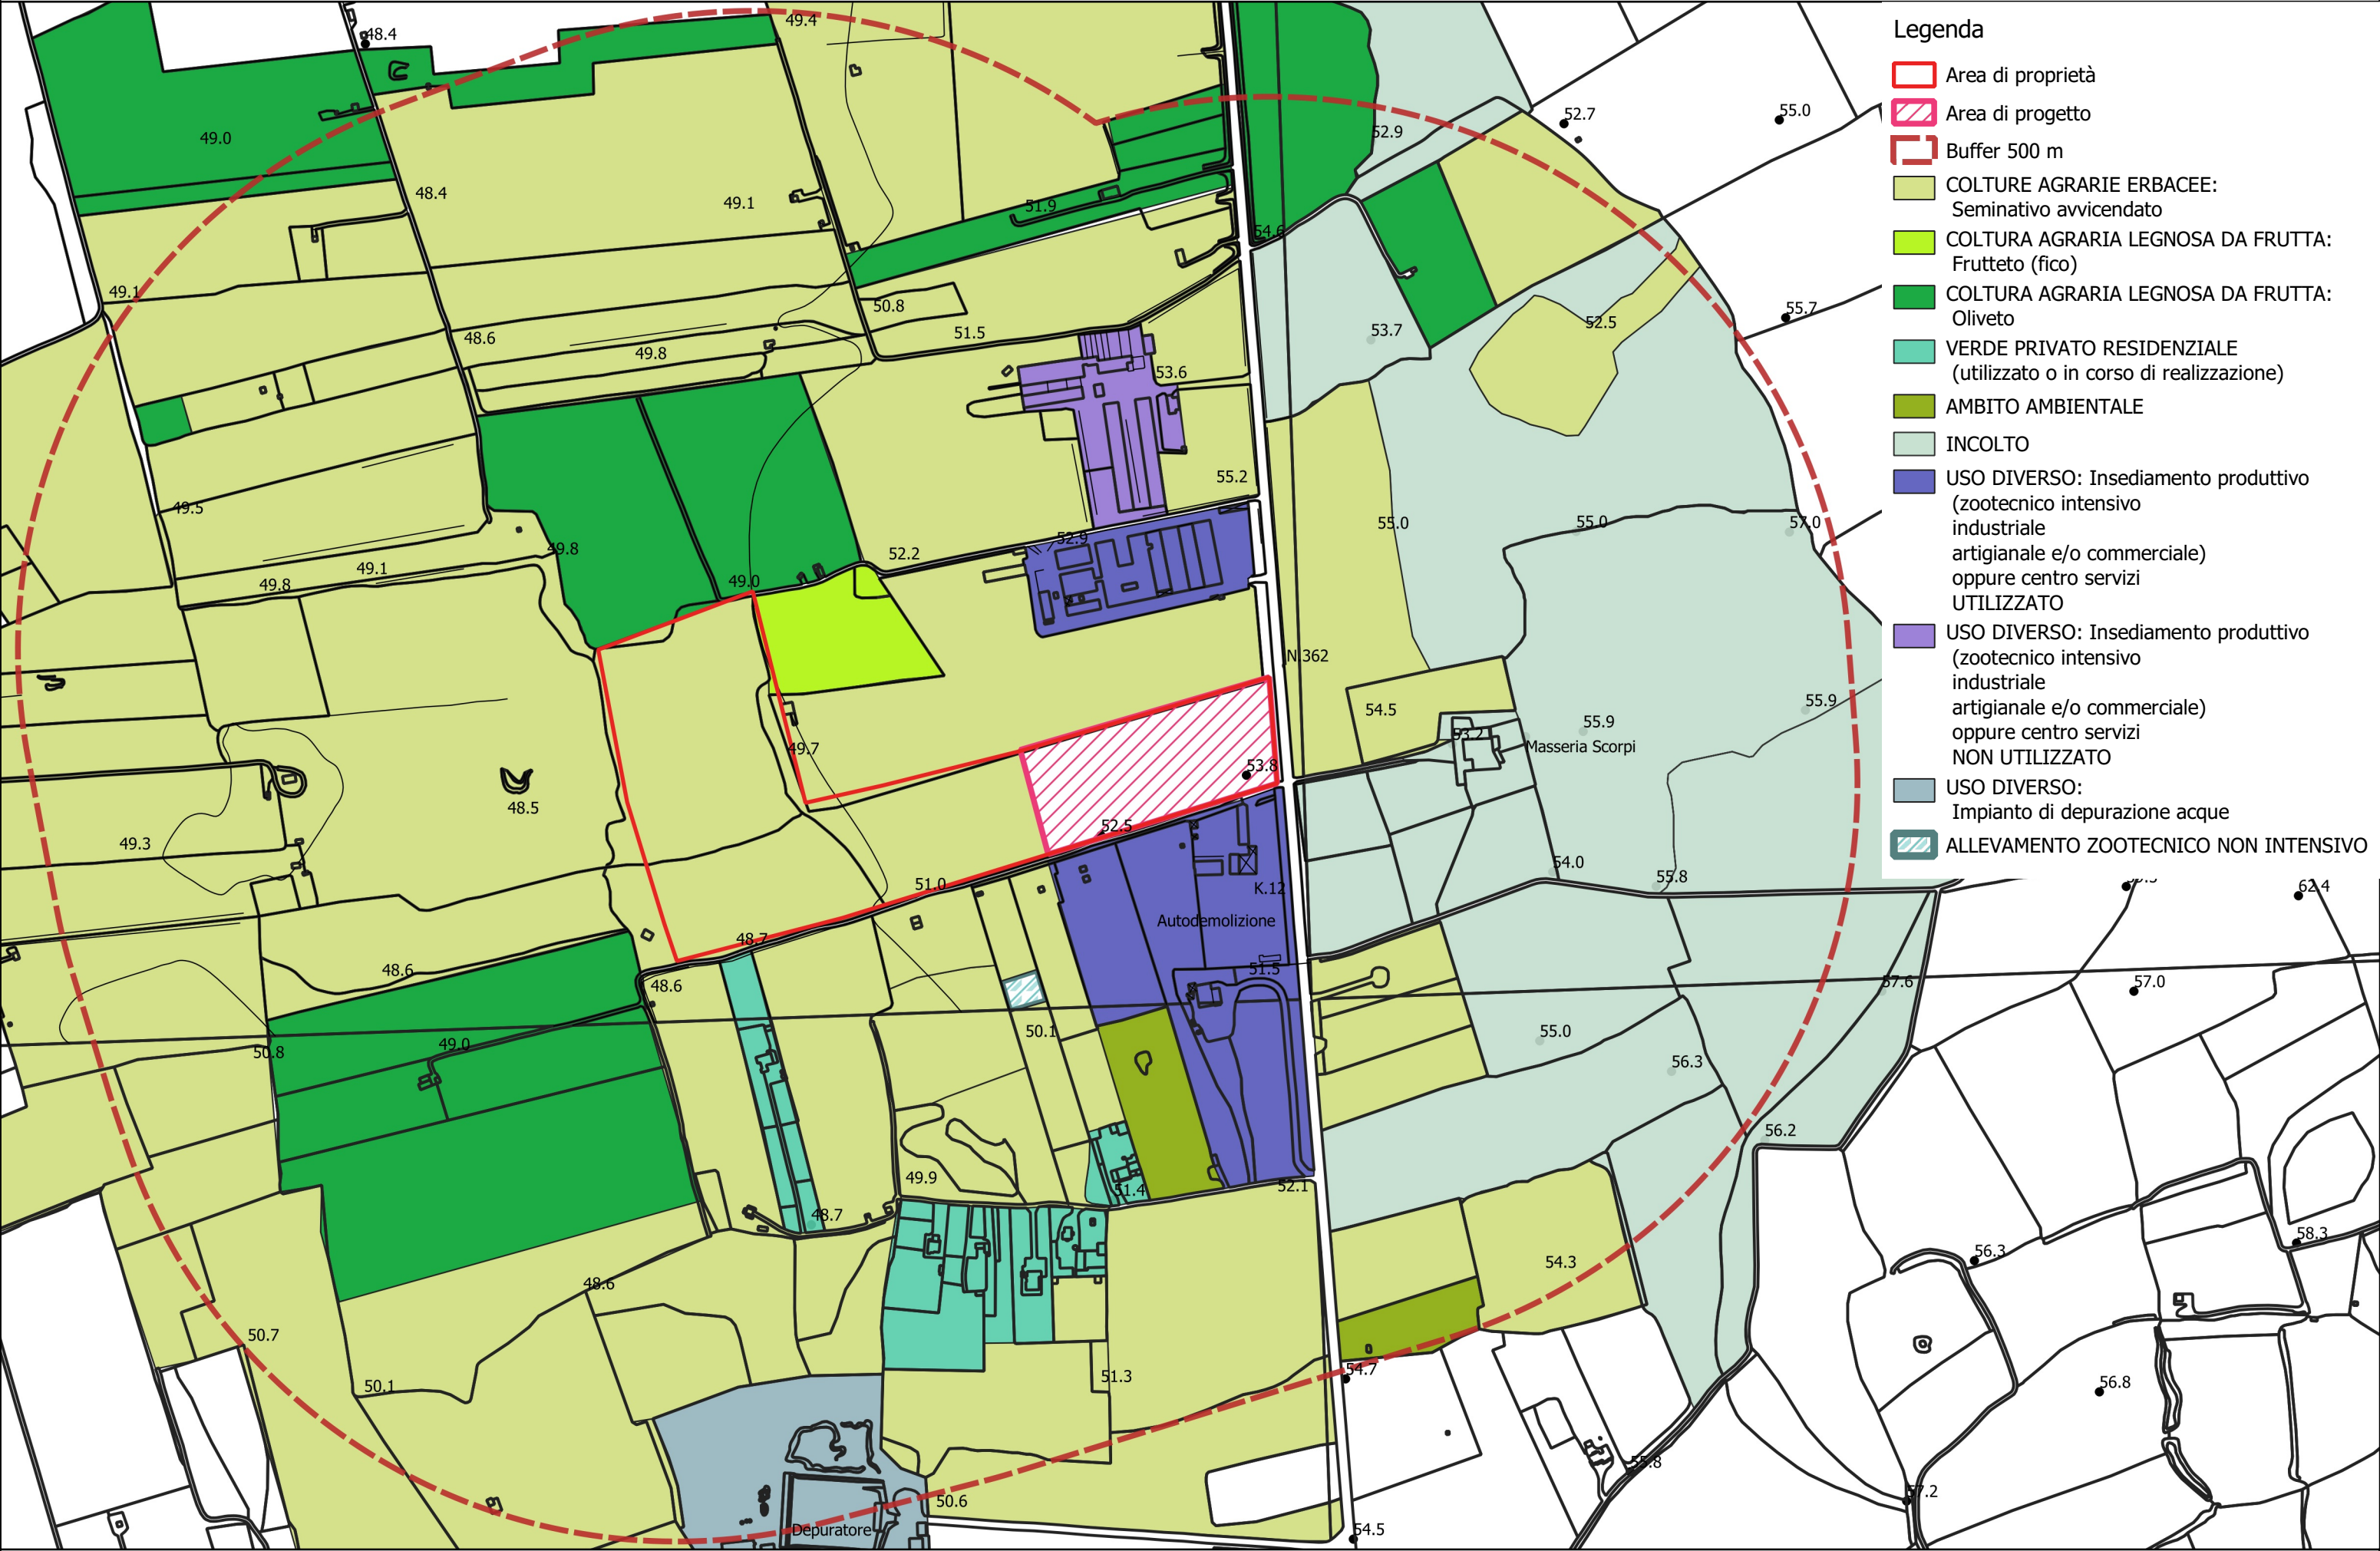 Legenda
Area di proprietà
Area di progetto
Buffer 500 m
COLTURE AGRARIE ERBACEE:
Seminativo avvicendato
COLTURA AGRARIA LEGNOSA DA FRUTTA:
Frutteto (fico)
COLTURA AGRARIA LEGNOSA DA FRUTTA:
Oliveto
VERDE PRIVATO RESIDENZIALE
(utilizzato o in corso di realizzazione)
AMBITO AMBIENTALE
INCOLTO
USO DIVERSO: Insediamento produttivo
(zootecnico intensivo
industriale
artigianale e/o commerciale)
oppure centro servizi
UTILIZZATO
USO DIVERSO: Insediamento produttivo
(zootecnico intensivo
industriale
artigianale e/o commerciale)
oppure centro servizi
NON UTILIZZATO
USO DIVERSO:
Impianto di depurazione acque
ALLEVAMENTO ZOOTECNICO NON INTENSIVO
49.4
48.4
52.7
55.0
52.9
49.0
48.4
49.1
51.9
54.6
49.1
50.8
55.7
52.5
53.7
51.5
48.6
49.8
53.6
55.2
49.5
55.0
55.0
57.0
52.9
49.8
52.2
49.1
49.8
49.0
N.362
55.9
54.5
55.9
53.2
Masseria Scorpi
49.7
53.8
48.5
52.5
49.3
54.0
55.8
51.0
K.12
62.4
Autodemolizione
48.7
51.5
48.6
48.6
57.6
57.0
50.1
55.0
49.0
50.8
56.3
56.2
49.9
51.4
52.1
48.7
58.3
56.3
54.3
48.6
50.7
54.7
51.3
50.1
56.8
55.8
57.2
50.6
Depuratore
54.5